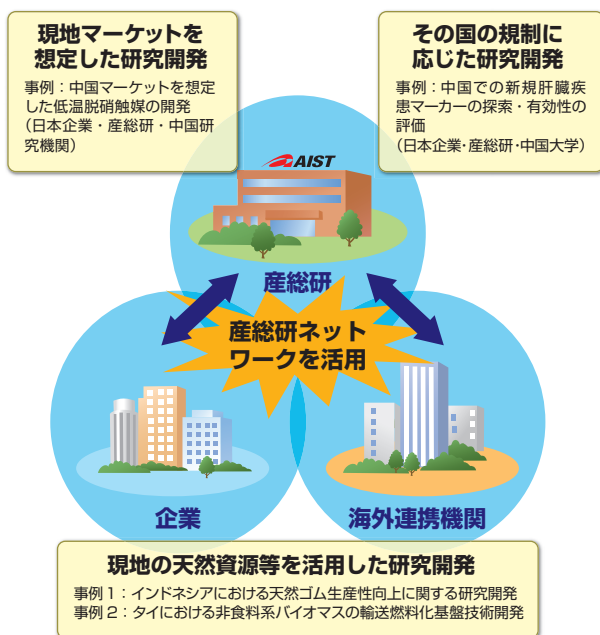 現地マーケットを
想定した研究開発
事例：中国マーケットを想定
した低温脱硝触媒の開発
（日本企業・産総研・中国研
究機関）
その国の規制に
応じた研究開発
事例：中国での新規肝臓疾
患マーカーの探索・有効性の
評価
（日本企業・産総研・中国大学）
AIST
産総研
産総研ネット
ワークを活用
企業
海外連携機関
現地の天然資源等を活用した研究開発
事例1：インドネシアにおける天然ゴム生産性向上に関する研究開発
事例2：タイにおける非食料系バイオマスの輸送燃料化基盤技術開発